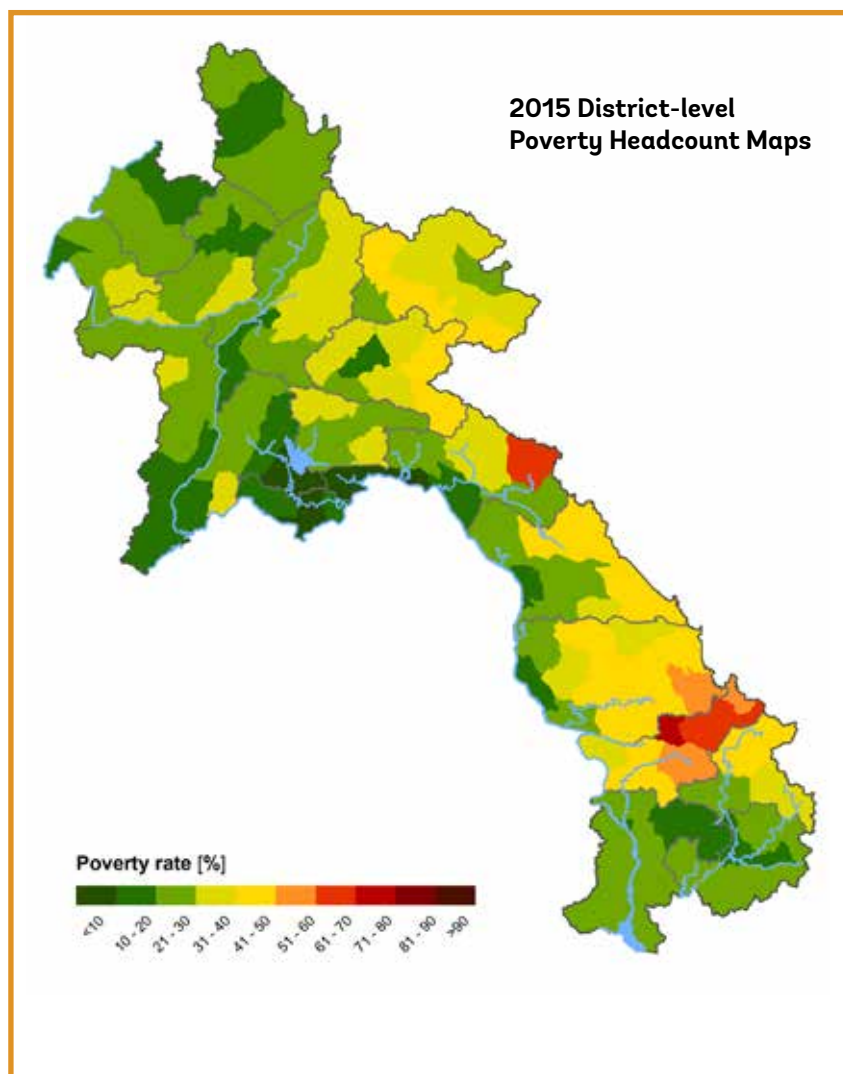 2015 District-level
Poverty Headcount Maps
Poverty rate [%]
<10
10 - 20
21 - 30
31 - 40
41 - 50
51 - 60
61 - 70
71 - 80
81 - 90
>90